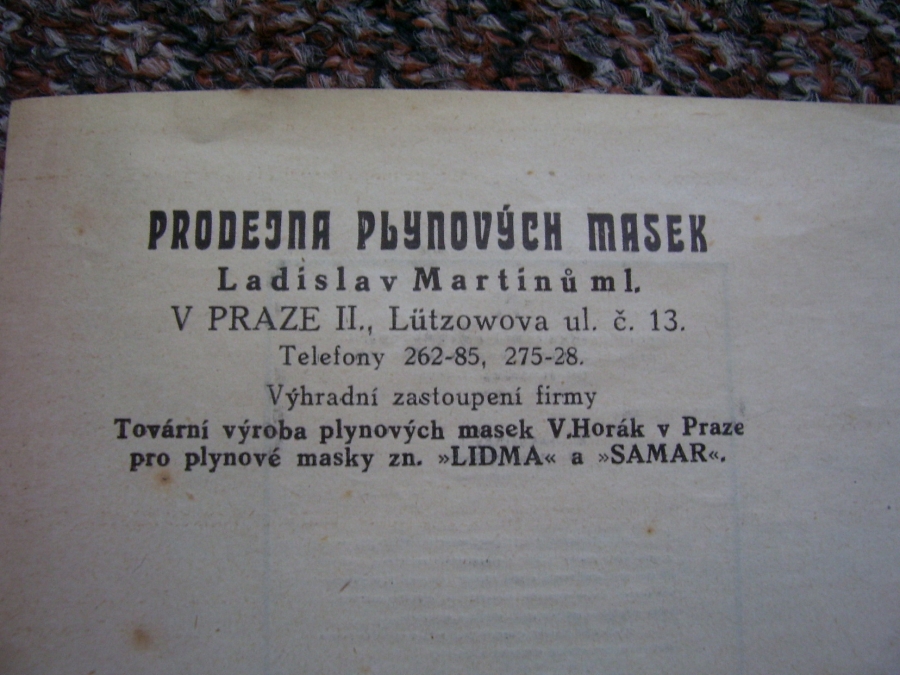 PRODEJNA PLYNOVÝCH MASEK
Ladislav Martinů ml.
V PRAZE II., Lützowova ul. č. 13.
Telefony 262-85, 275-28.
Výhradní zastoupení firmy
Tovární výroba plynových masek V.Horák v Praze
pro plynové masky zn. »LIDMA« a »SAMAR«.